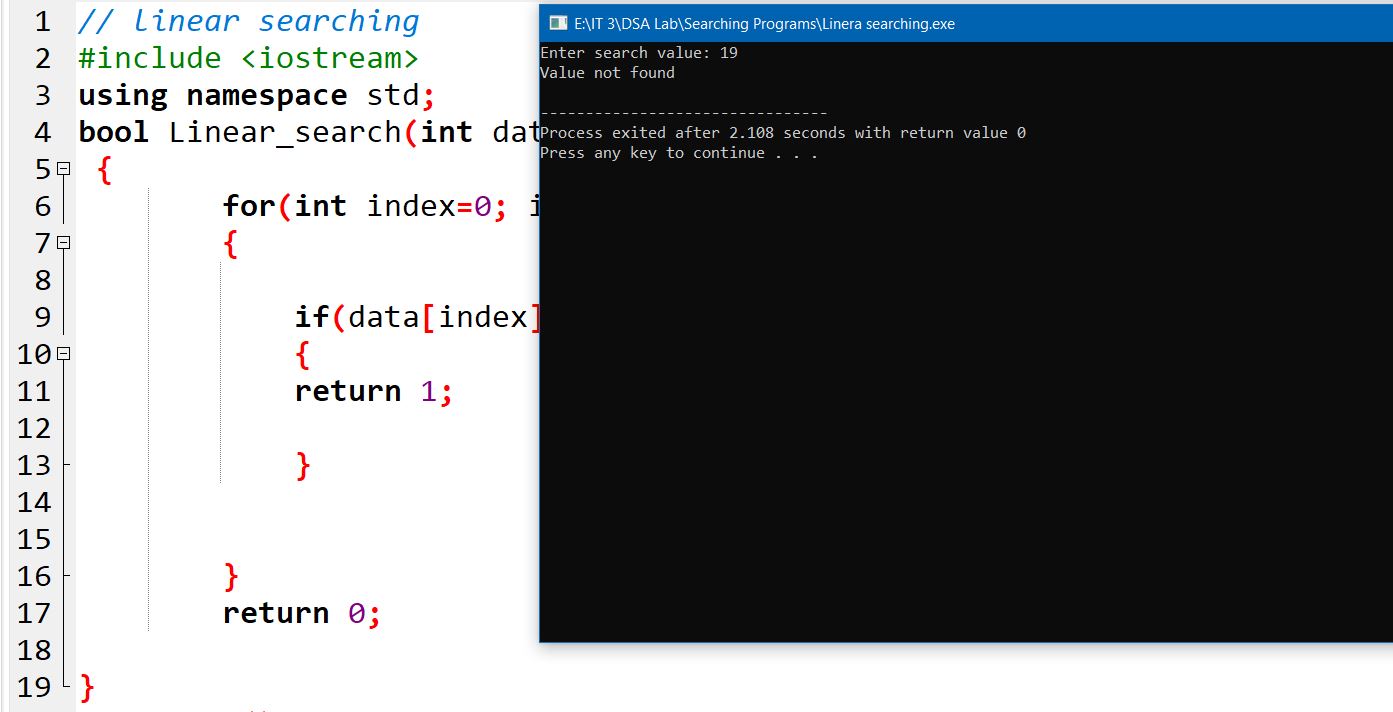 1 // linear searching
2 #include <iostream>
3 using namespace std;
4 bool Linear_search(int dat
5 {
6 for(int index=0; i
7 {
8
9 if(data[index]
10 {
11 return 1;
12
13 }
14
15
16 }
17 return 0;
18
19 }
E:\IT 3\DSA Lab\Searching Programs\Linera searching.exe
Enter search value: 19
Value not found
--------------------------------
Process exited after 2.108 seconds with return value 0
Press any key to continue . . .